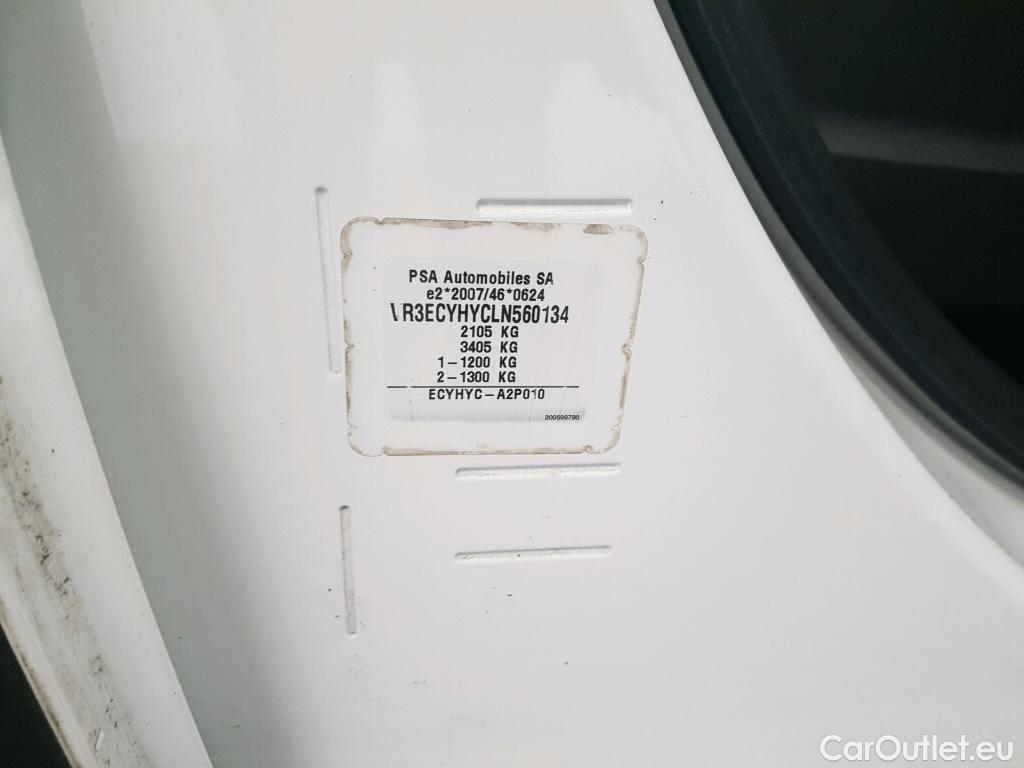 PSA Automobiles SA
e2*2007/46*0624
VR3ECYHYCLN560134
2105 KG
3405 KG
1-1200 KG
2-1300 KG
ECYHYC-A2P010
200599790
CarOutlet.eu